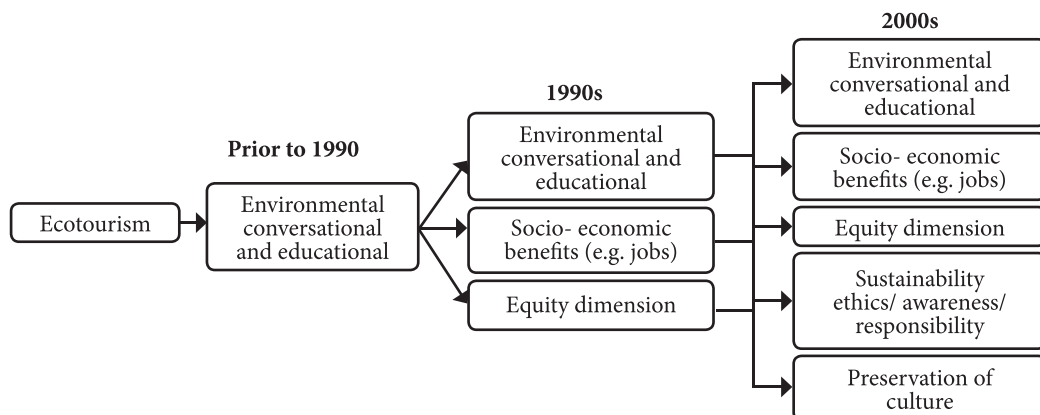 Ecotourism
Prior to 1990
Environmental
conversational
and educational
1990s
Environmental
conversational and
educational
Socio- economic
benefits (e.g. jobs)
Equity dimension
2000s
Environmental
conversational and
educational
Socio- economic
benefits (e.g. jobs)
Equity dimension
Sustainability
ethics/ awareness/
responsibility
Preservation of
culture